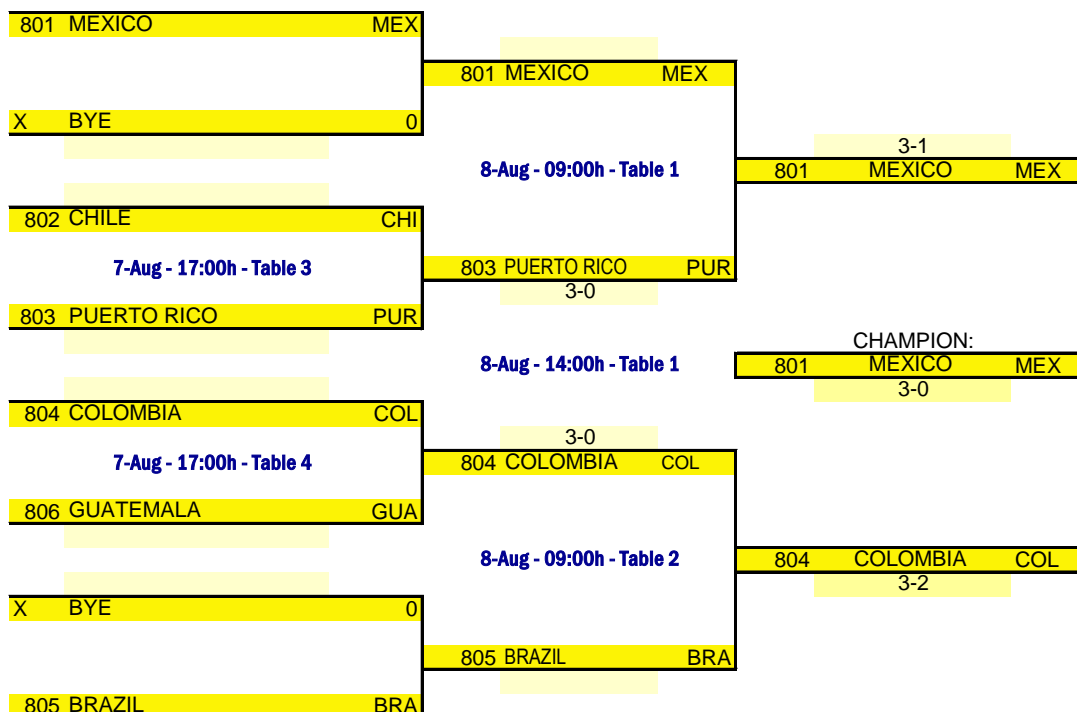 801 MEXICO MEX
801 MEXICO MEX
X BYE 0
3-1
8-Aug - 09:00h - Table 1
801 MEXICO MEX
802 CHILE CHI
7-Aug - 17:00h - Table 3
803 PUERTO RICO PUR
3-0
803 PUERTO RICO PUR
CHAMPION:
8-Aug - 14:00h - Table 1
801 MEXICO MEX
3-0
804 COLOMBIA COL
3-0
7-Aug - 17:00h - Table 4
804 COLOMBIA COL
806 GUATEMALA GUA
8-Aug - 09:00h - Table 2
804 COLOMBIA COL
3-2
X BYE 0
805 BRAZIL BRA
805 BRAZIL BRA